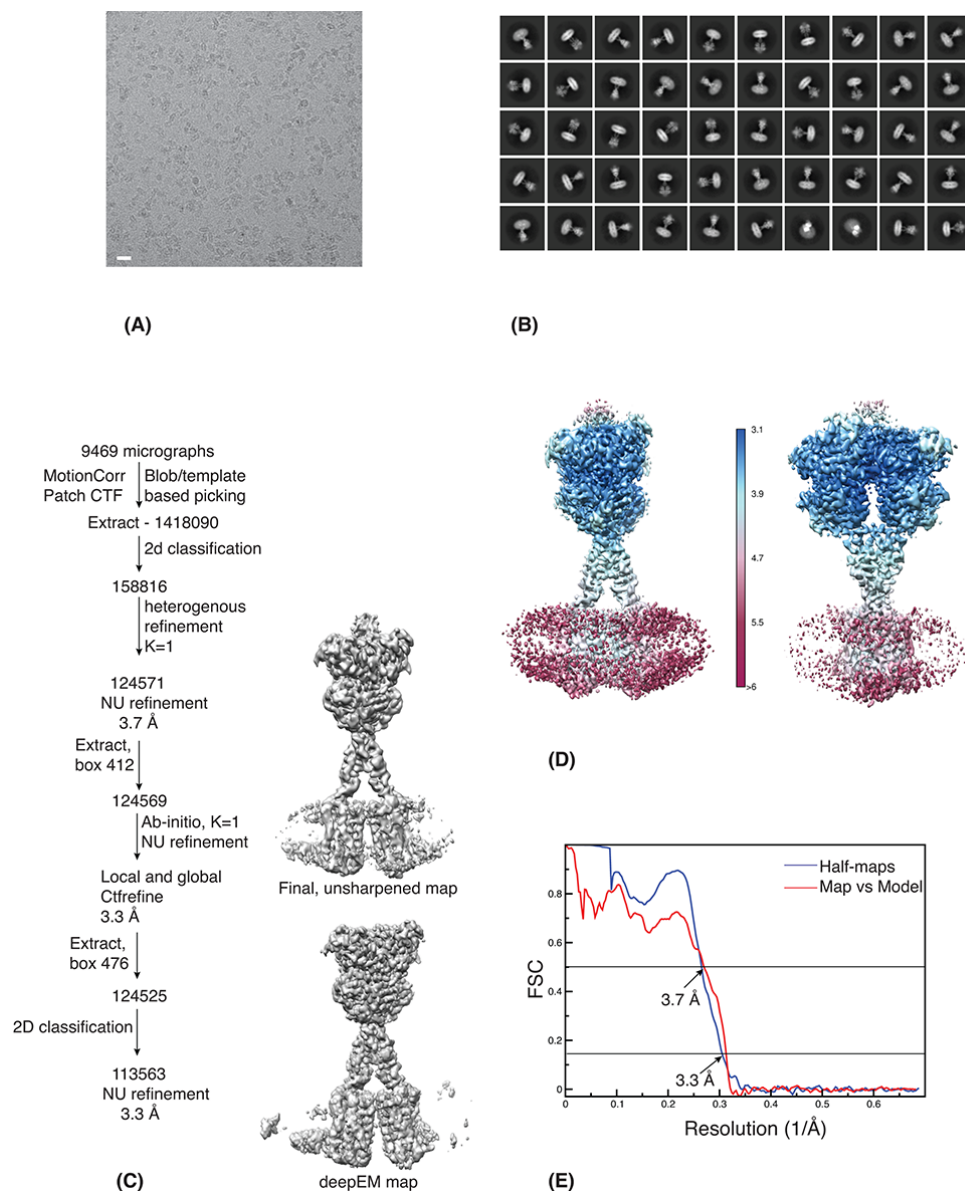 (A)
(B)
9469 micrographs
MotionCorr
Patch CTF
Blob/template
based picking
Extract - 1418090
2d classification
158816
heterogenous
refinement
K=1
124571
NU refinement
3.7 Å
Extract,
box 412
124569
Ab-initio, K=1
NU refinement
Local and global
Ctfrefine
3.3 Å
Extract,
box 476
124525
2D classification
113563
NU refinement
3.3 Å
Final, unsharpened map
deepEM map
(C)
3.1
3.9
4.7
5.5
>6
(D)
Half-maps
Map vs Model
0.8
0.6
0.4
0.2
0
FSC
3.7 Å
3.3 Å
0
0.1
0.2
0.3
0.4
0.5
0.6
Resolution (1/Å)
(E)